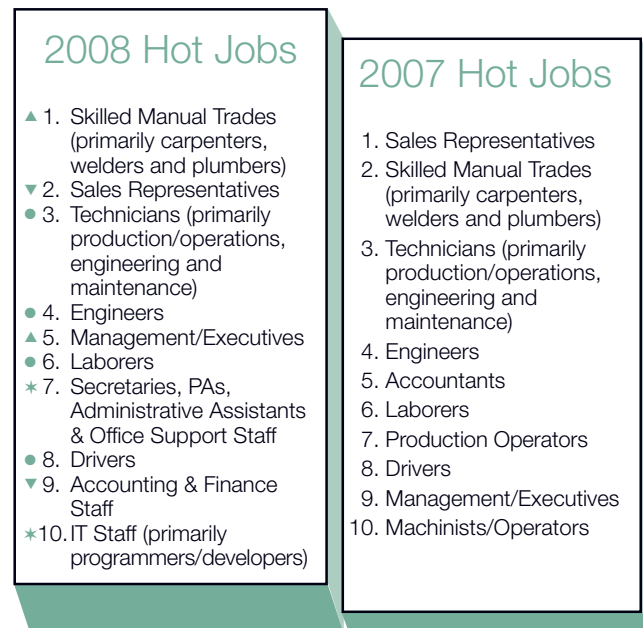 2008 Hot Jobs
▲ 1. Skilled Manual Trades
(primarily carpenters,
welders and plumbers)
▼ 2. Sales Representatives
● 3. Technicians (primarily
production/operations,
engineering and
maintenance)
● 4. Engineers
▲ 5. Management/Executives
● 6. Laborers
✶ 7. Secretaries, PAs,
Administrative Assistants
& Office Support Staff
● 8. Drivers
▼ 9. Accounting & Finance
Staff
✶ 10. IT Staff (primarily
programmers/developers)
2007 Hot Jobs
1. Sales Representatives
2. Skilled Manual Trades
(primarily carpenters,
welders and plumbers)
3. Technicians (primarily
production/operations,
engineering and
maintenance)
4. Engineers
5. Accountants
6. Laborers
7. Production Operators
8. Drivers
9. Management/Executives
10. Machinists/Operators